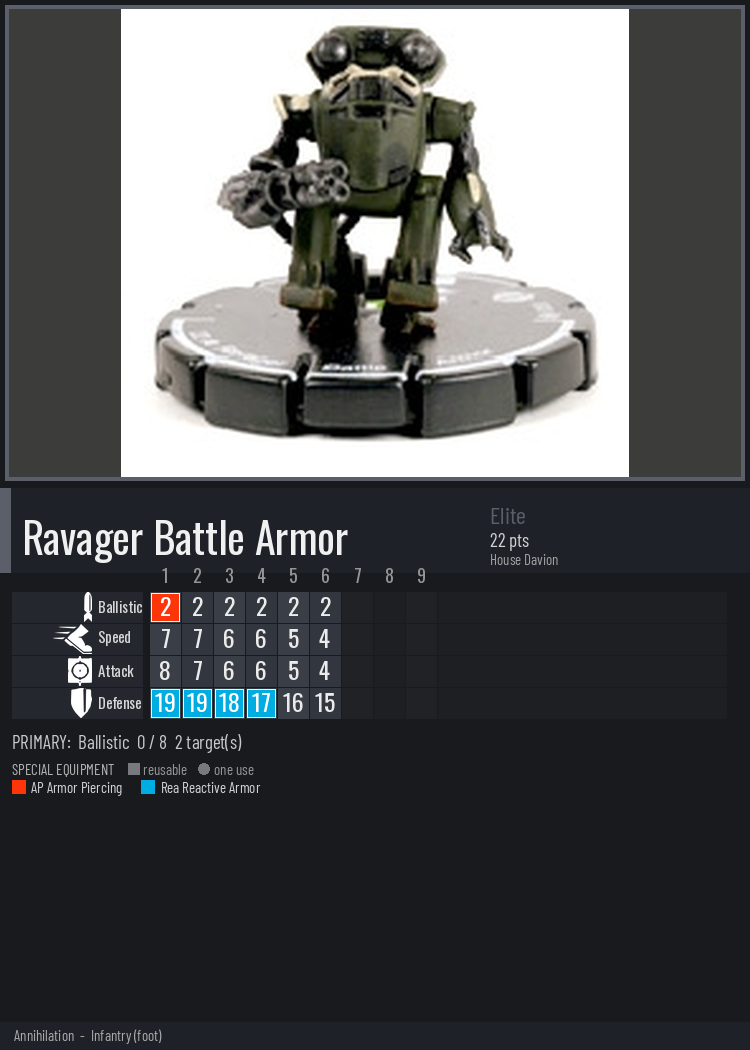 Ravager Battle Armor
Elite
22 pts
House Davion
1 2 3 4 5 6 7 8 9
Ballistic 2 2 2 2 2 2
Speed 7 7 6 6 5 4
Attack 8 7 6 6 5 4
Defense 19 19 18 17 16 15
PRIMARY: Ballistic 0 / 8 2 target(s)
SPECIAL EQUIPMENT reusable one use
AP Armor Piercing Rea Reactive Armor
Annihilation - Infantry (foot)